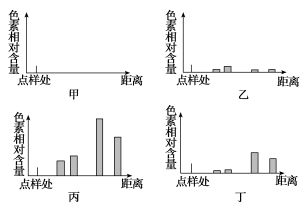 色素相对含量
点样处
距离
甲
色素相对含量
点样处
距离
乙
色素相对含量
点样处
距离
丙
色素相对含量
点样处
距离
丁